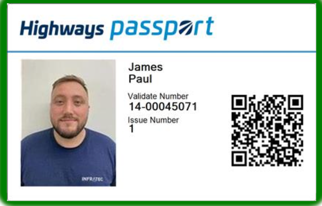 Highways passport
James
Paul
Validate Number
14-00045071
Issue Number
1